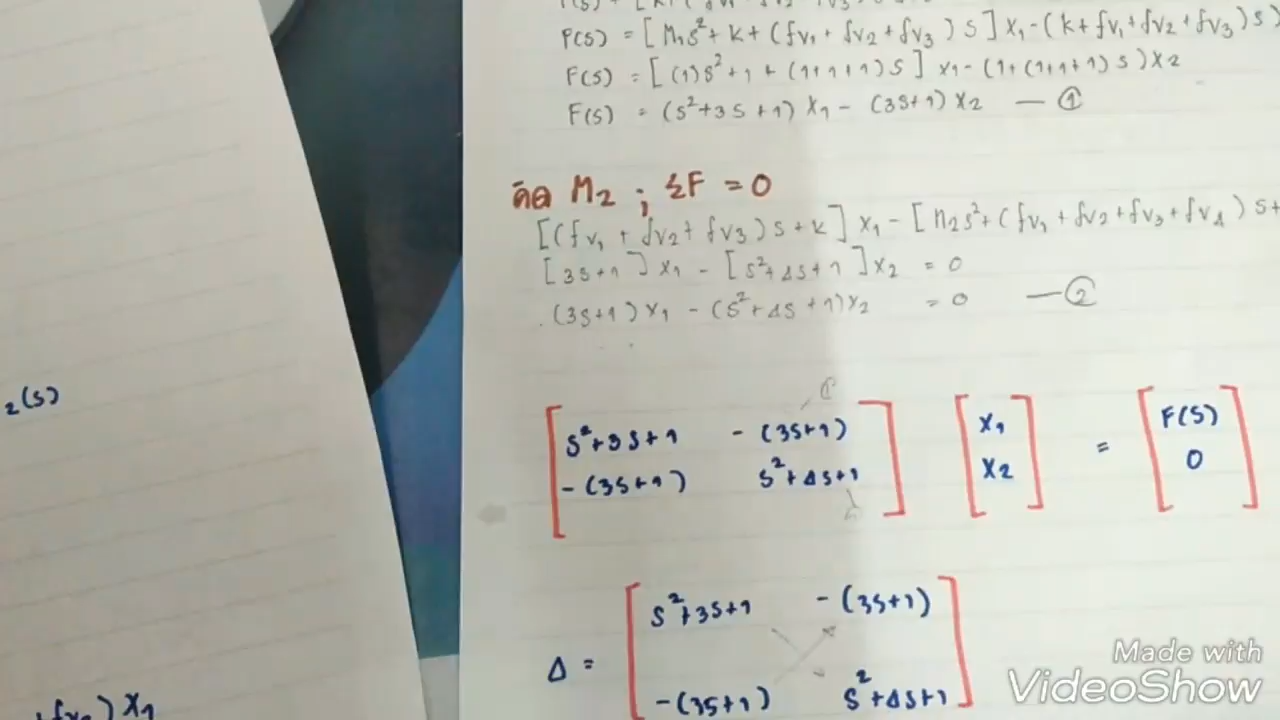 P(S) = [M₁S²+ K + (fv₁ + fv₂ + fv₃) S] X₁ - (K + fv₁ + fv₂ + fv₃) S)
F(S) = [(1)S² + 1 + (1+1+1)S] X₁ - (1+(1+1+1)S) X2
F(S) = (S²+3S+1) X₁ - (3S+1) X2 — ①
คิด M2 ; ΣF = 0
[(fv₁ + fv₂ + fv₃) S + K] X₁ - [M₂S² + (fv₁ + fv₂ + fv₃ + fv₄) S +
[3S+1] X₁ - [S²+4S+1] X₂ = 0
(3S+1) X₁ - (S²+4S+1) X₂ = 0 — ②
2(S)
[ S²+3S+1 -(3S+1) ] [ X₁ ] = [ F(S) ]
[ -(3S+1) S²+4S+1 ] [ X2 ] [ 0 ]
Δ = [ S²+3S+1 -(3S+1) ]
[ -(3S+1) S²+4S+1 ]
) X₁
Made with
VideoShow